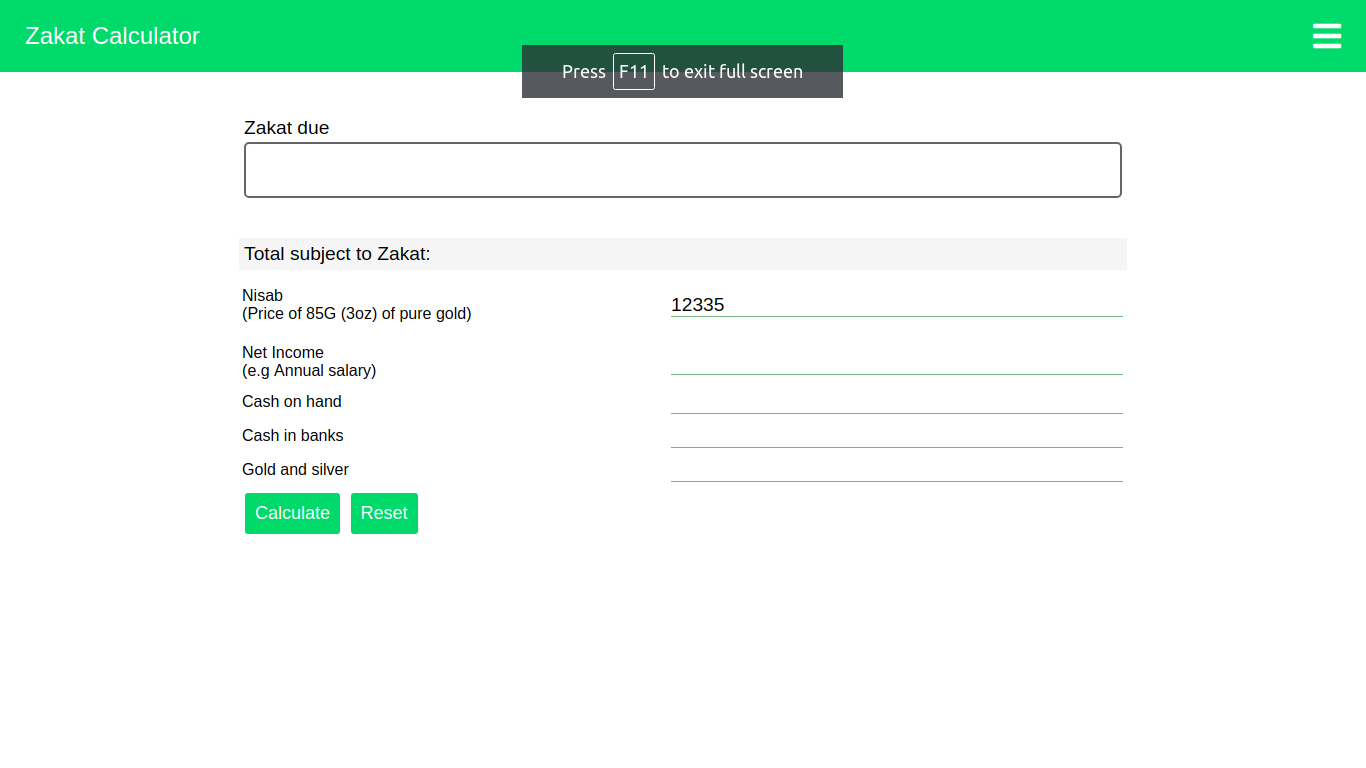 Zakat Calculator
Press F11 to exit full screen
Zakat due
Total subject to Zakat:
Nisab
(Price of 85G (3oz) of pure gold)
12335
Net Income
(e.g Annual salary)
Cash on hand
Cash in banks
Gold and silver
Calculate Reset